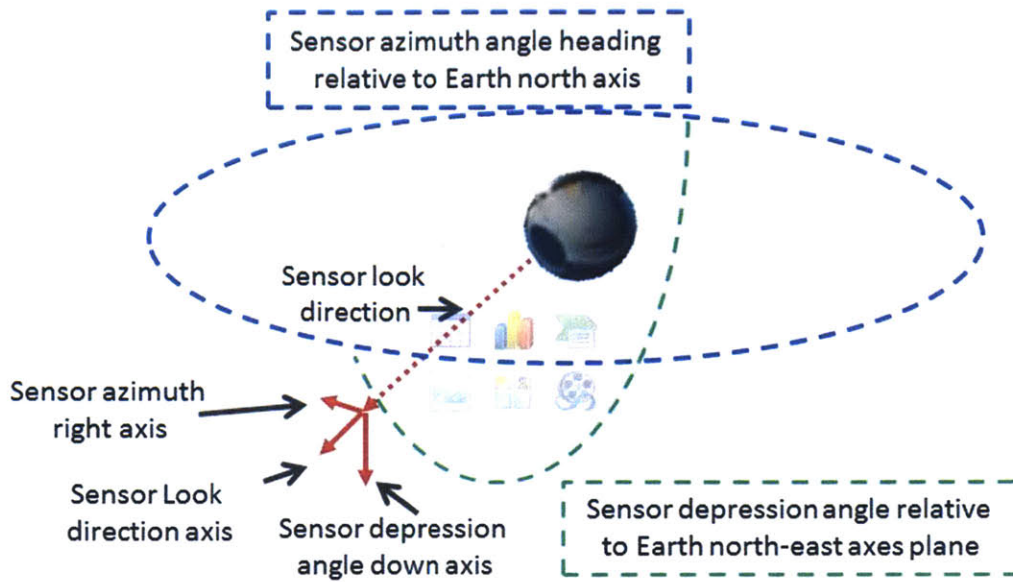 Sensor azimuth angle heading
relative to Earth north axis
Sensor look
direction
Sensor azimuth
right axis
Sensor Look
direction axis
Sensor depression
angle down axis
Sensor depression angle relative
to Earth north-east axes plane